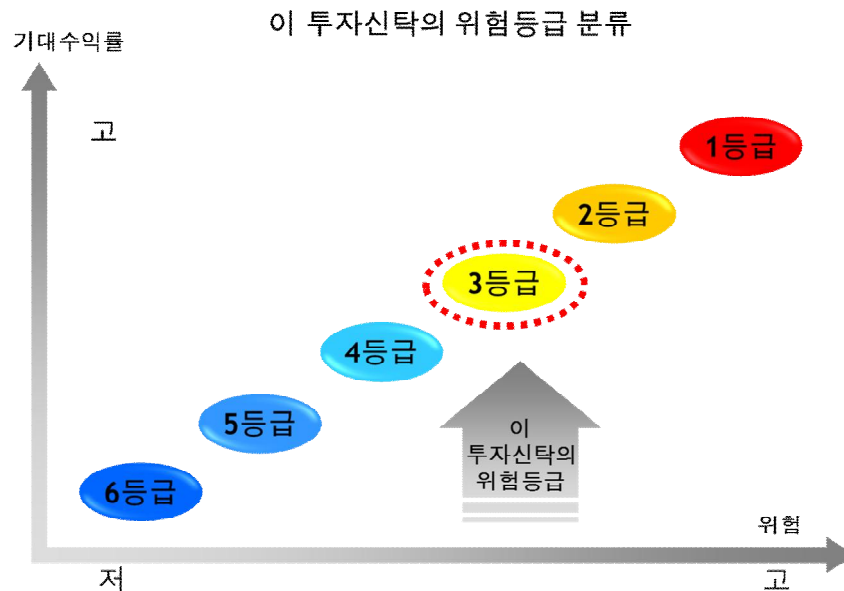 이 투자신탁의 위험등급 분류
기대수익률
고
1등급
2등급
3등급
4등급
5등급
6등급
이
투자신탁의
위험등급
위험
저
고